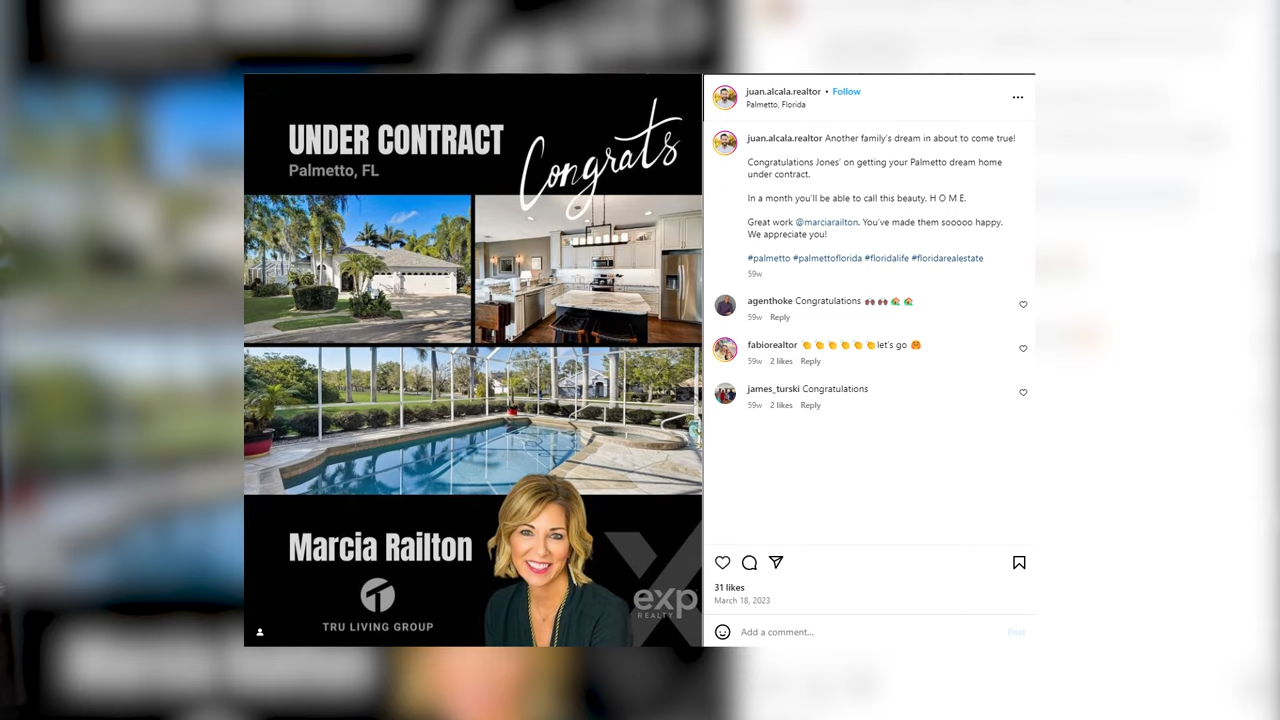 UNDER CONTRACT
Palmetto, FL
Congrats
Marcia Railton
TRU LIVING GROUP
exp
REALTY
juan.alcala.realtor • Follow
Palmetto, Florida
juan.alcala.realtor Another family's dream in about to come true!
Congratulations Jones' on getting your Palmetto dream home
under contract.
In a month you'll be able to call this beauty. H O M E.
Great work @marciarailton. You've made them sooooo happy.
We appreciate you!
#palmetto #palmettoflorida #floridalife #floridarealestate
59w
agenthoke Congratulations 🙌🏾 🙌🏾 🏠 🏠
59w Reply
fabiorealtor 👏 👏 👏 👏 👏 👏let's go 🤗
59w 2 likes Reply
james_turski Congratulations
59w 2 likes Reply
31 likes
March 18, 2023
Add a comment...
Post